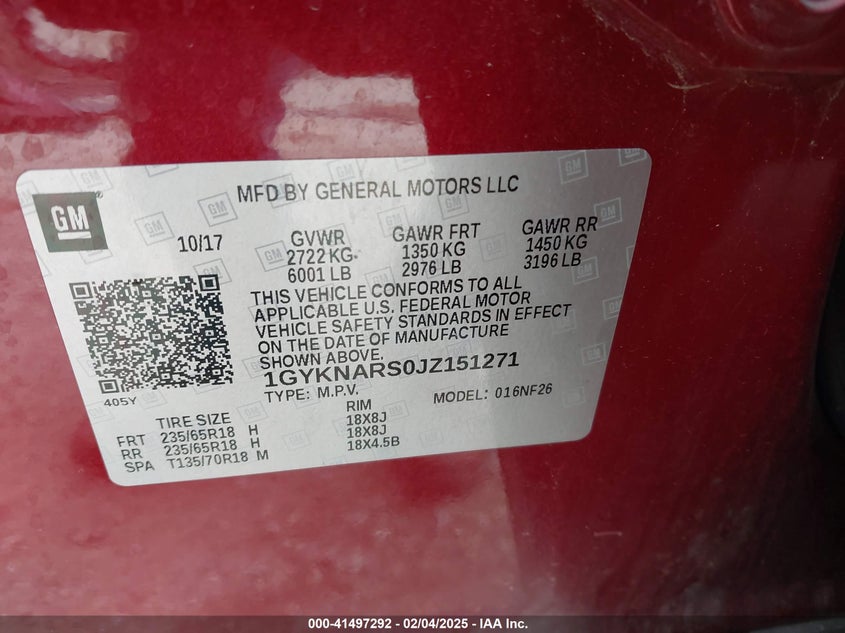 GM
MFD BY GENERAL MOTORS LLC
10/17
GVWR
2722 KG
6001 LB
GAWR FRT
1350 KG
2976 LB
GAWR RR
1450 KG
3196 LB
THIS VEHICLE CONFORMS TO ALL
APPLICABLE U.S. FEDERAL MOTOR
VEHICLE SAFETY STANDARDS IN EFFECT
ON THE DATE OF MANUFACTURE
SHOWN ABOVE.
405Y
1GYKNARS0JZ151271
TYPE: M.P.V. MODEL: 016NF26
TIRE SIZE RIM
FRT 235/65R18 H 18X8J
RR 235/65R18 H 18X8J
SPA T135/70R18 M 18X4.5B
000-41497292 - 02/04/2025 - IAA Inc.